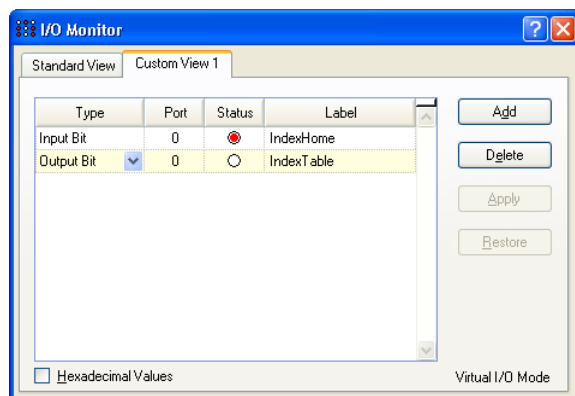 I/O Monitor
Standard View Custom View 1
Type Port Status Label
Input Bit 0 IndexHome
Output Bit 0 IndexTable
Add
Delete
Apply
Restore
Hexadecimal Values
Virtual I/O Mode